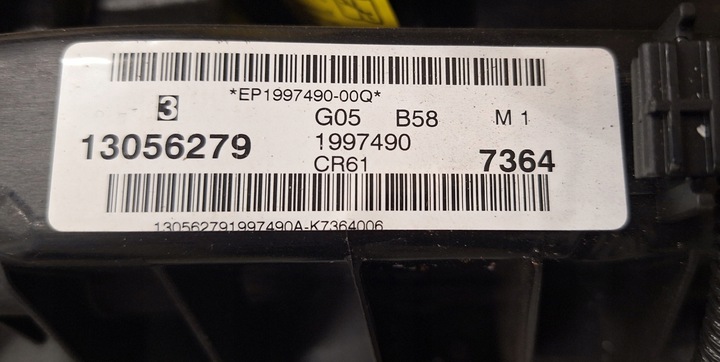 *EP1997490-00Q*
3 G05 B58 M 1
13056279 1997490
CR61 7364
130562791997490A-K7364006